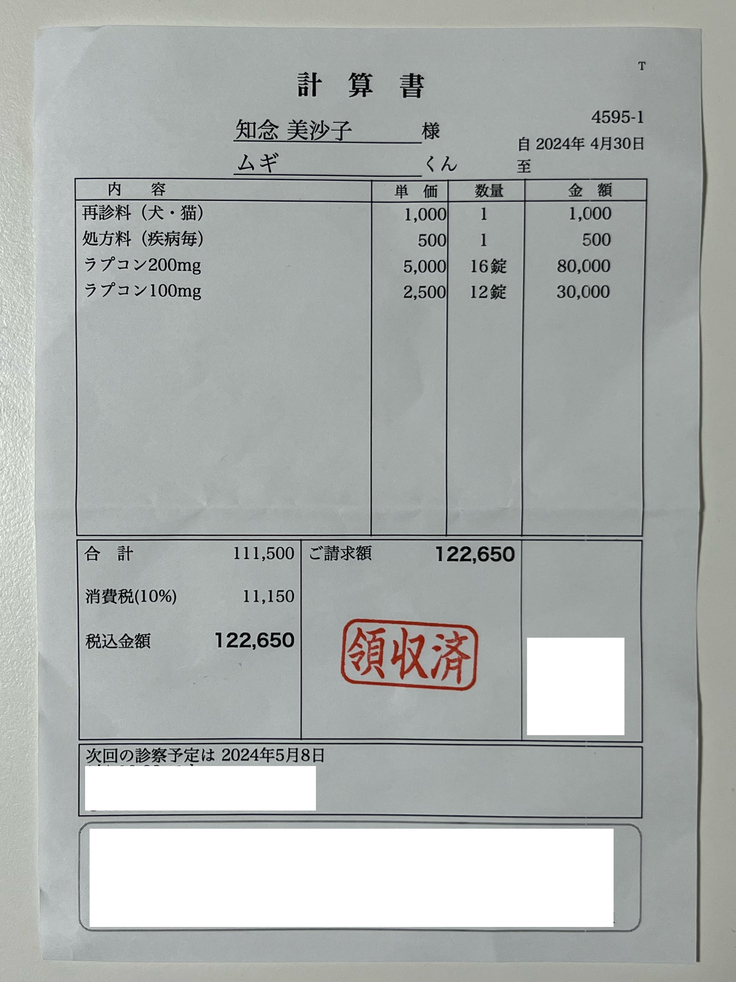 T
計 算 書
4595-1
知念 美沙子 様
自 2024年 4月30日
ムギ くん
至
内 容 単 価 数量 金 額
再診料（犬・猫） 1,000 1 1,000
処方料（疾病毎） 500 1 500
ラプコン200mg 5,000 16錠 80,000
ラプコン100mg 2,500 12錠 30,000
合 計 111,500 ご請求額 122,650
消費税(10%) 11,150
税込金額 122,650
領収済
次回の診察予定は 2024年5月8日